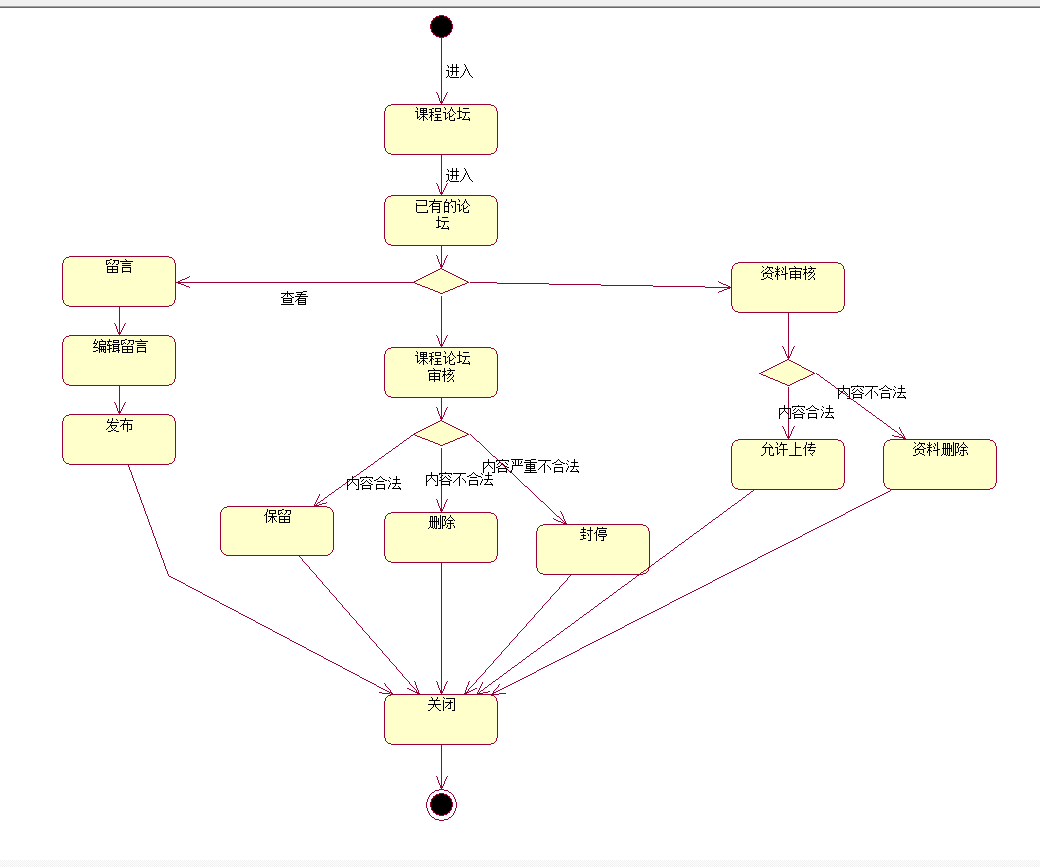 进入
课程论坛
进入
已有的论
坛
留言
查看
资料审核
编辑留言
课程论坛
审核
内容不合法
内容合法
发布
允许上传
资料删除
内容合法
内容不合法
内容严重不合法
保留
删除
封停
关闭